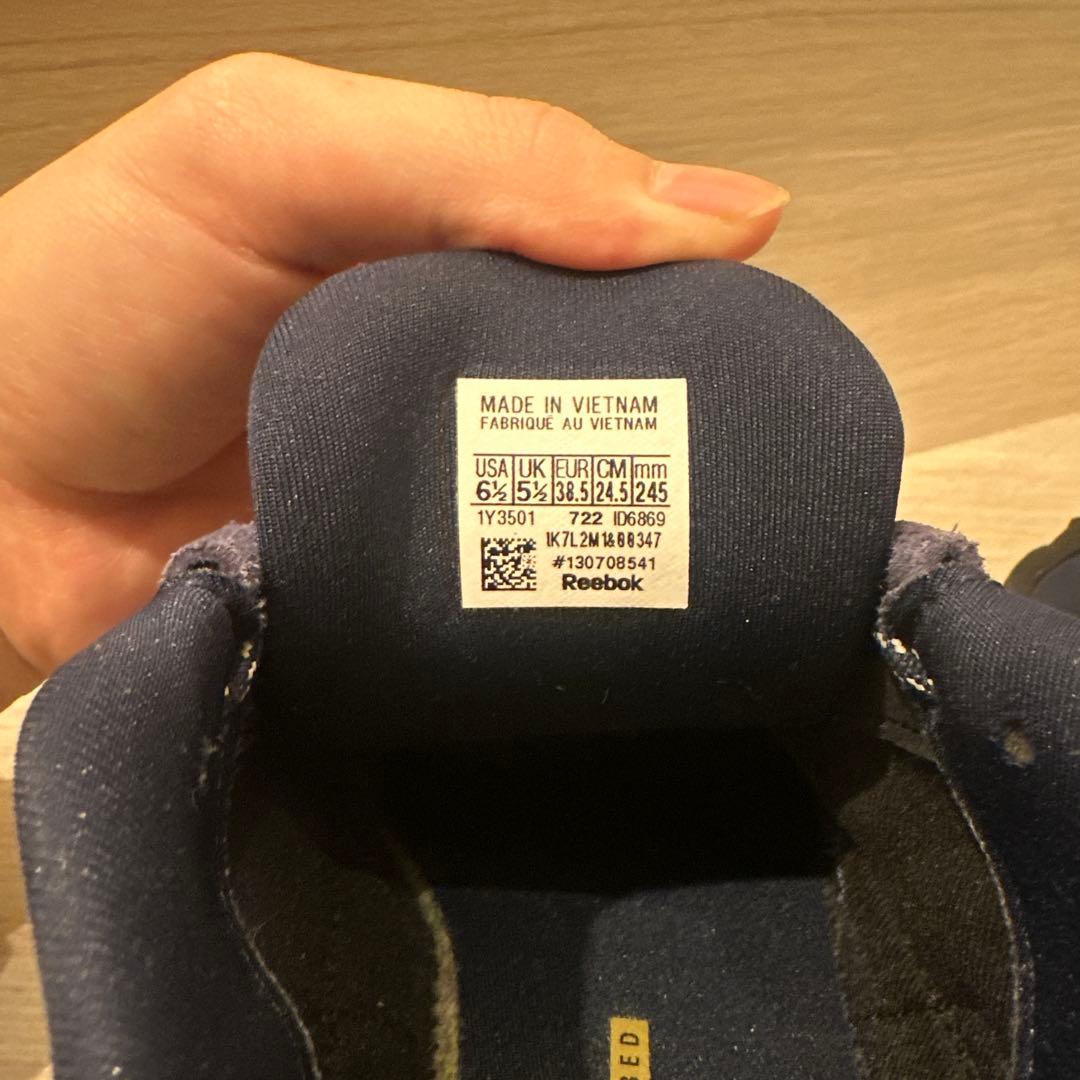 MADE IN VIETNAM
FABRIQUÉ AU VIETNAM
USA UK EUR CM mm
6½ 5½ 38.5 24.5 245
1Y3501 722 ID6869
#130708541
Reebok